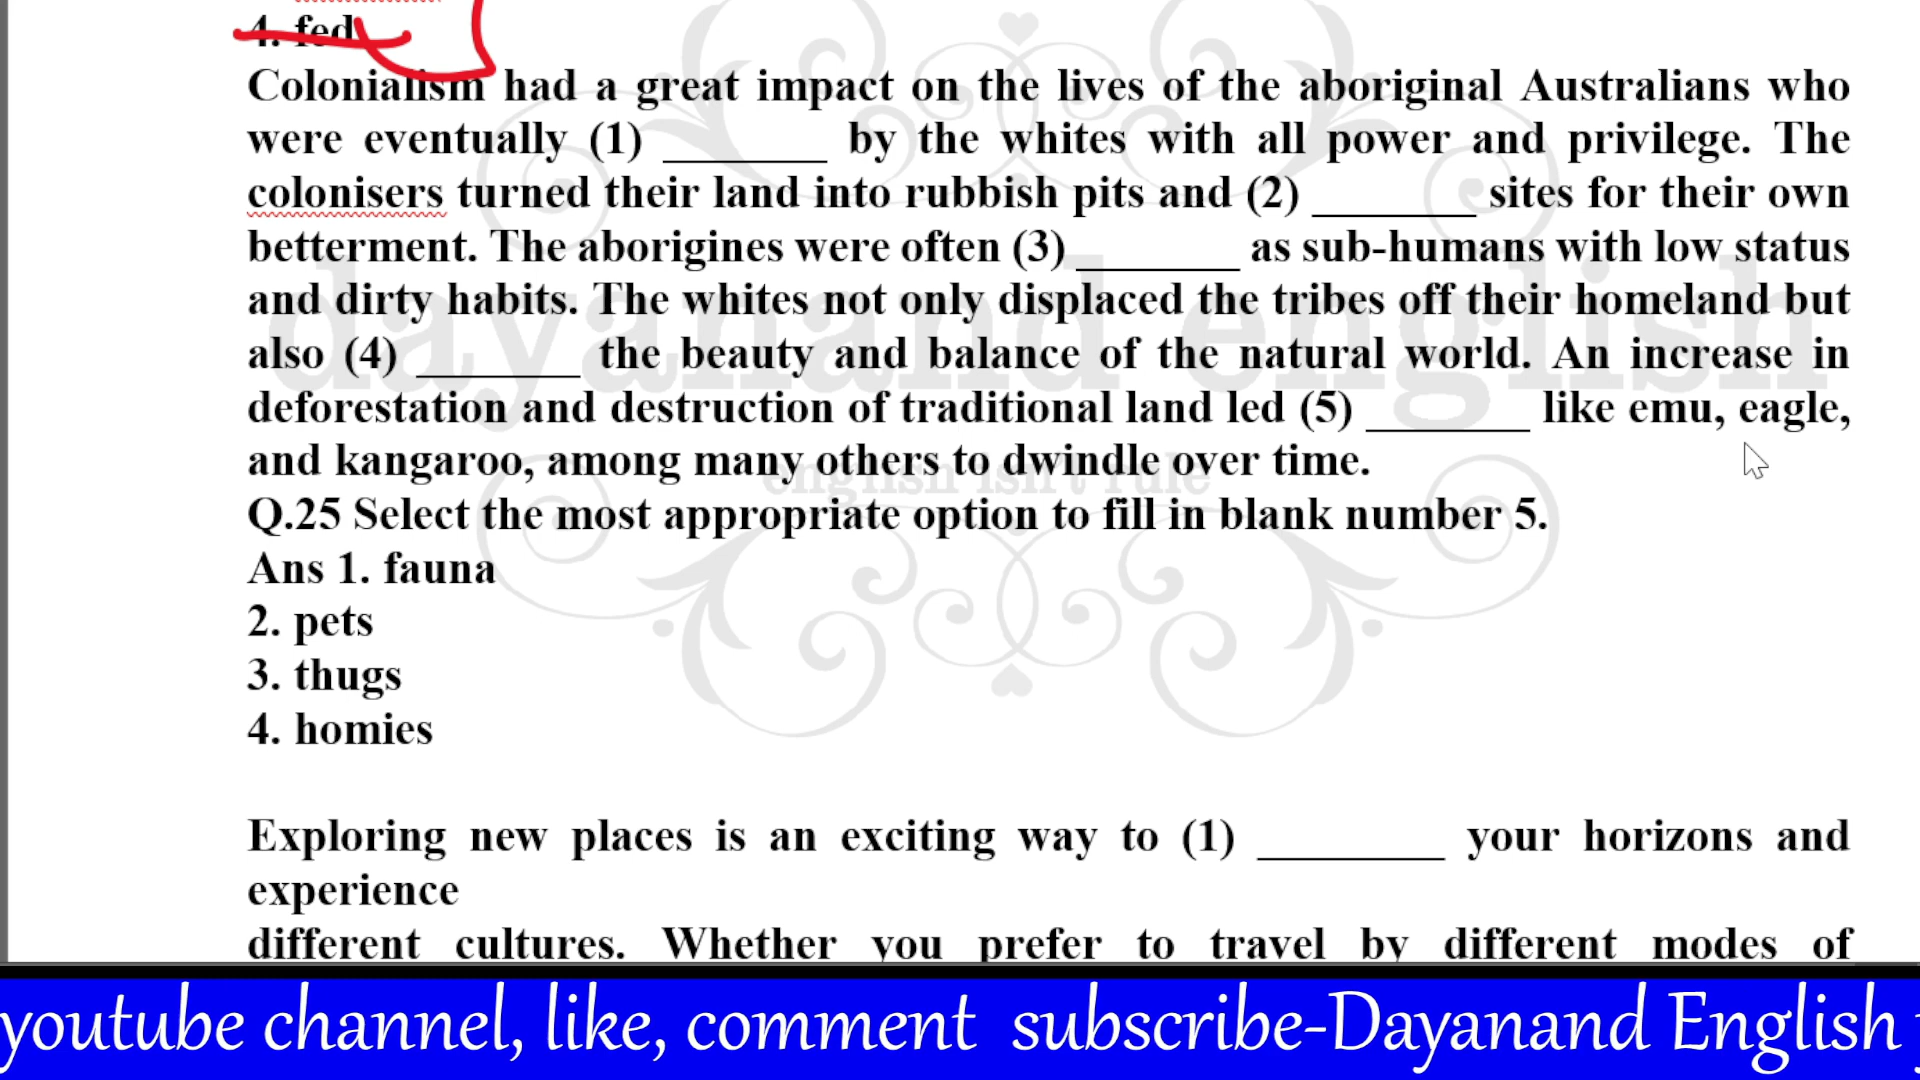 4. fed
Colonialism had a great impact on the lives of the aboriginal Australians who
were eventually (1) _______ by the whites with all power and privilege. The
colonisers turned their land into rubbish pits and (2) _______ sites for their own
betterment. The aborigines were often (3) _______ as sub-humans with low status
and dirty habits. The whites not only displaced the tribes off their homeland but
also (4) _______ the beauty and balance of the natural world. An increase in
deforestation and destruction of traditional land led (5) _______ like emu, eagle,
and kangaroo, among many others to dwindle over time.
Q.25 Select the most appropriate option to fill in blank number 5.
Ans 1. fauna
2. pets
3. thugs
4. homies
Exploring new places is an exciting way to (1) ________ your horizons and
experience
different cultures. Whether you prefer to travel by different modes of
dayanand english
english isn't rule
youtube channel, like, comment subscribe-Dayanand English